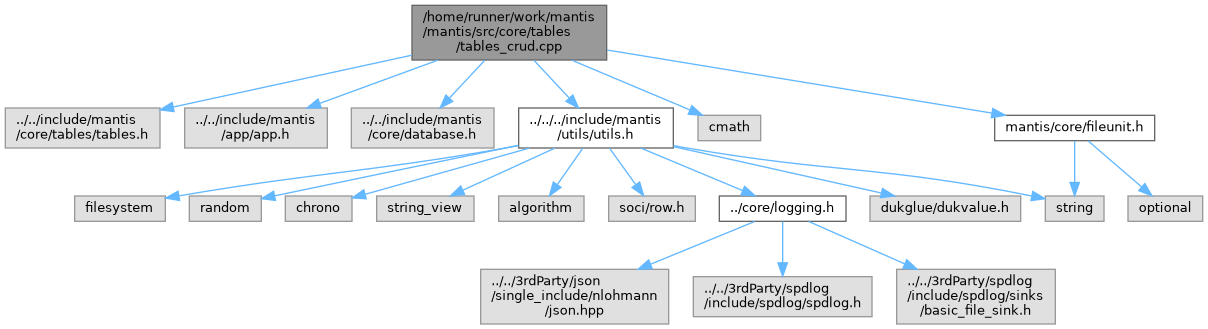 /home/runner/work/mantis
/mantis/src/core/tables
/tables_crud.cpp
../../include/mantis
core/tables/tables.h
../../include/mantis
/app/app.h
../../include/mantis
core/database.h
../../../include/mantis
/utils/utils.h
cmath
mantis/core/fileunit.h
filesystem
random
chrono
string_view
algorithm
soci/row.h
../core/logging.h
dukglue/dukvalue.h
string
optional
../../3rdParty/json
/single_include/nlohmann
/json.hpp
../../3rdParty/spdlog
/include/spdlog/spdlog.h
../../3rdParty/spdlog
/include/spdlog/sinks
/basic_file_sink.h